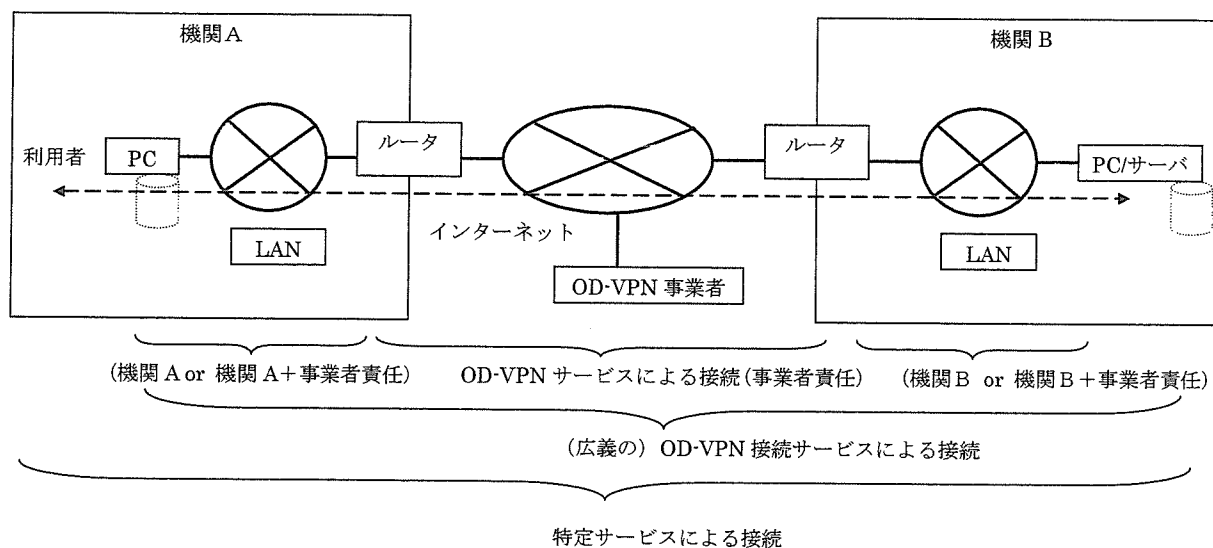 機関A
機関B
利用者
PC
ルータ
ルータ
PC/サーバ
LAN
インターネット
LAN
OD-VPN 事業者
(機関A or 機関A+事業者責任)
OD-VPN サービスによる接続(事業者責任)
(機関B or 機関B+事業者責任)
(広義の) OD-VPN 接続サービスによる接続
特定サービスによる接続